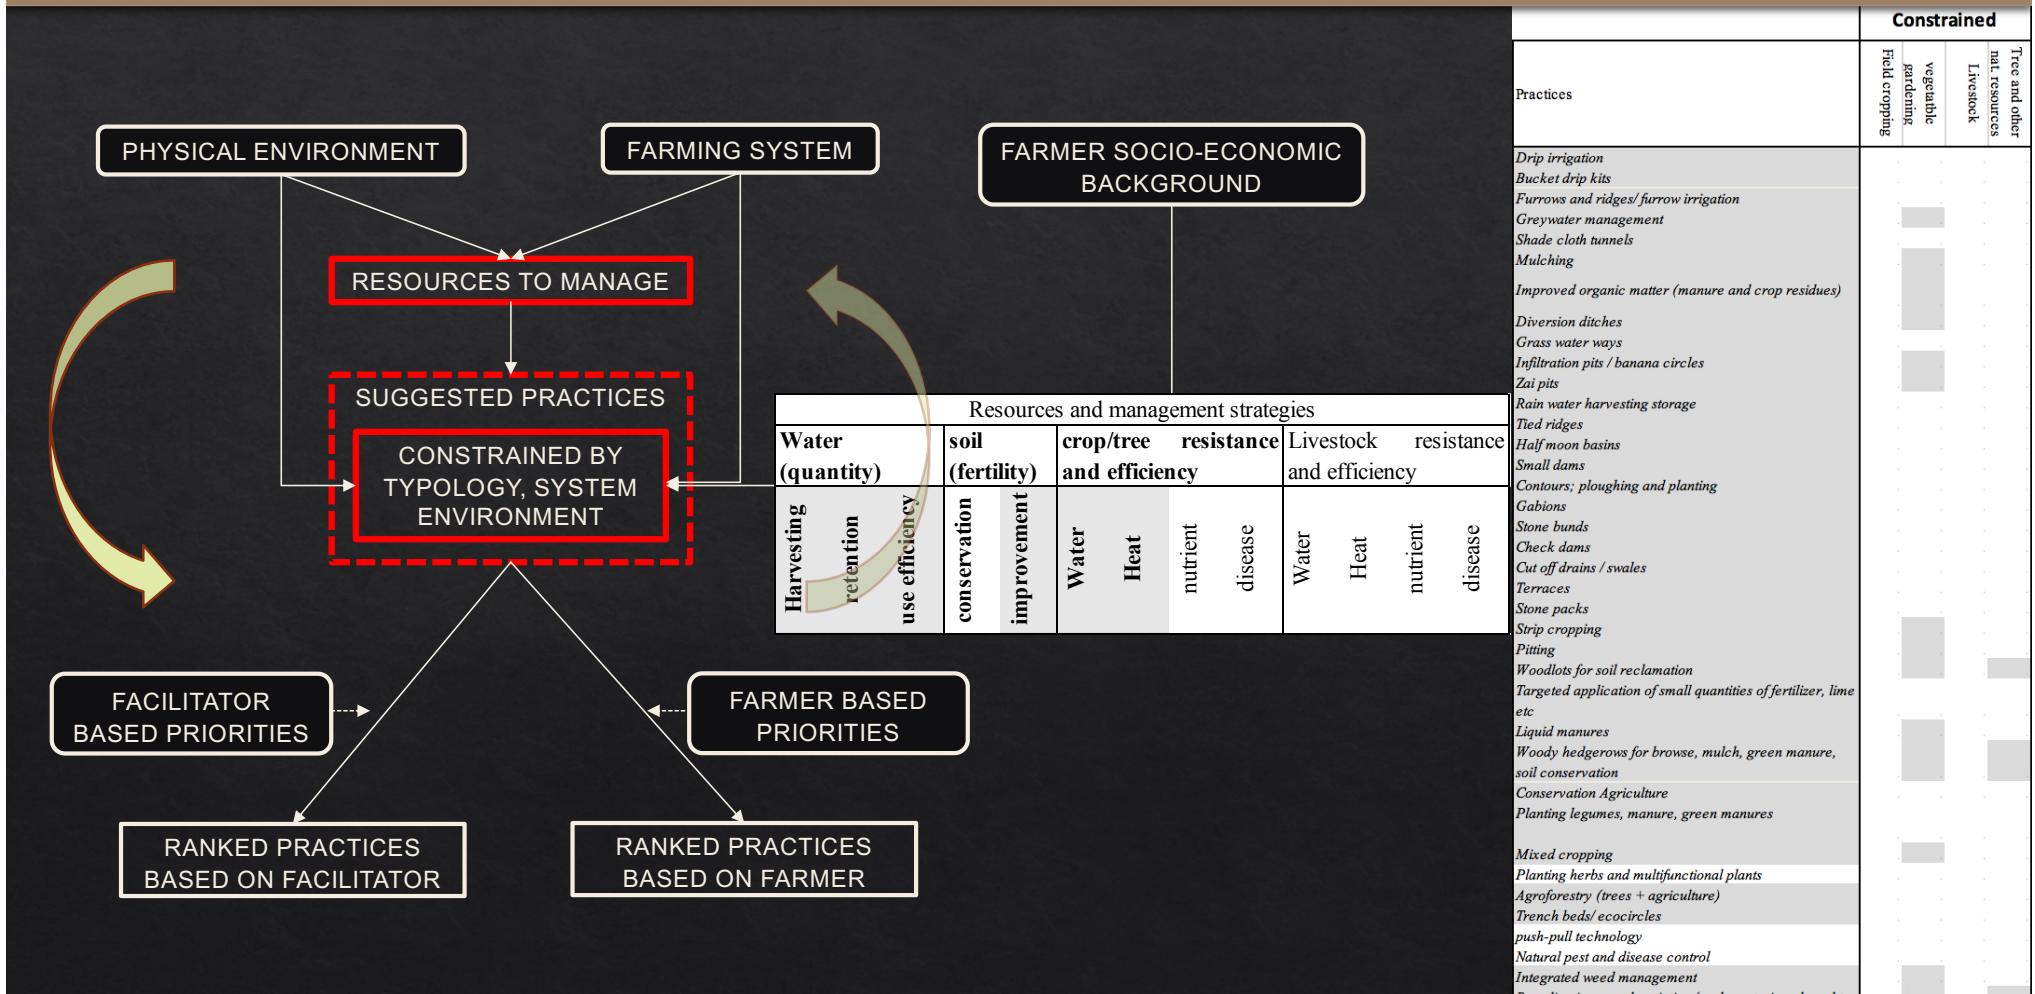 PHYSICAL ENVIRONMENT
FARMING SYSTEM
FARMER SOCIO-ECONOMIC
BACKGROUND
RESOURCES TO MANAGE
SUGGESTED PRACTICES
CONSTRAINED BY
TYPOLOGY, SYSTEM
ENVIRONMENT
FACILITATOR
BASED PRIORITIES
FARMER BASED
PRIORITIES
RANKED PRACTICES
BASED ON FACILITATOR
RANKED PRACTICES
BASED ON FARMER
Resources and management strategies
Water
(quantity)
soil
(fertility)
crop/tree resistance
and efficiency
Livestock resistance
and efficiency
Harvesting
retention
use efficiency
conservation
improvement
Water
Heat
nutrient
disease
Water
Heat
nutrient
disease
Constrained
Practices
Field cropping
vegetatble
gardening
Livestock
Tree and other
nat. resources
Drip irrigation
Bucket drip kits
Furrows and ridges/ furrow irrigation
Greywater management
Shade cloth tunnels
Mulching
Improved organic matter (manure and crop residues)
Diversion ditches
Grass water ways
Infiltration pits / banana circles
Zai pits
Rain water harvesting storage
Tied ridges
Half moon basins
Small dams
Contours; ploughing and planting
Gabions
Stone bunds
Check dams
Cut off drains / swales
Terraces
Stone packs
Strip cropping
Pitting
Woodlots for soil reclamation
Targeted application of small quantities of fertilizer, lime
etc
Liquid manures
Woody hedgerows for browse, mulch, green manure,
soil conservation
Conservation Agriculture
Planting legumes, manure, green manures
Mixed cropping
Planting herbs and multifunctional plants
Agroforestry (trees + agriculture)
Trench beds/ ecocircles
push-pull technology
Natural pest and disease control
Integrated weed management